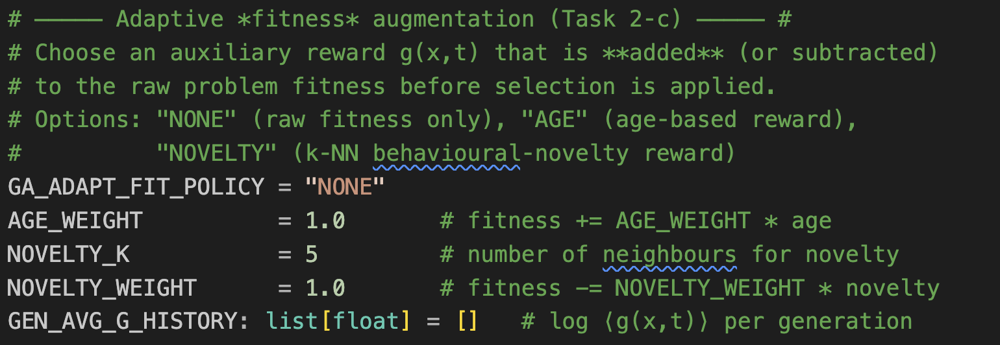 # ───── Adaptive *fitness* augmentation (Task 2-c) ───── #
# Choose an auxiliary reward g(x,t) that is **added** (or subtracted)
# to the raw problem fitness before selection is applied.
# Options: "NONE" (raw fitness only), "AGE" (age-based reward),
#          "NOVELTY" (k-NN behavioural-novelty reward)
GA_ADAPT_FIT_POLICY = "NONE"
AGE_WEIGHT          = 1.0       # fitness += AGE_WEIGHT * age
NOVELTY_K           = 5         # number of neighbours for novelty
NOVELTY_WEIGHT      = 1.0       # fitness −= NOVELTY_WEIGHT * novelty
GEN_AVG_G_HISTORY: list[float] = []   # log ⟨g(x,t)⟩ per generation